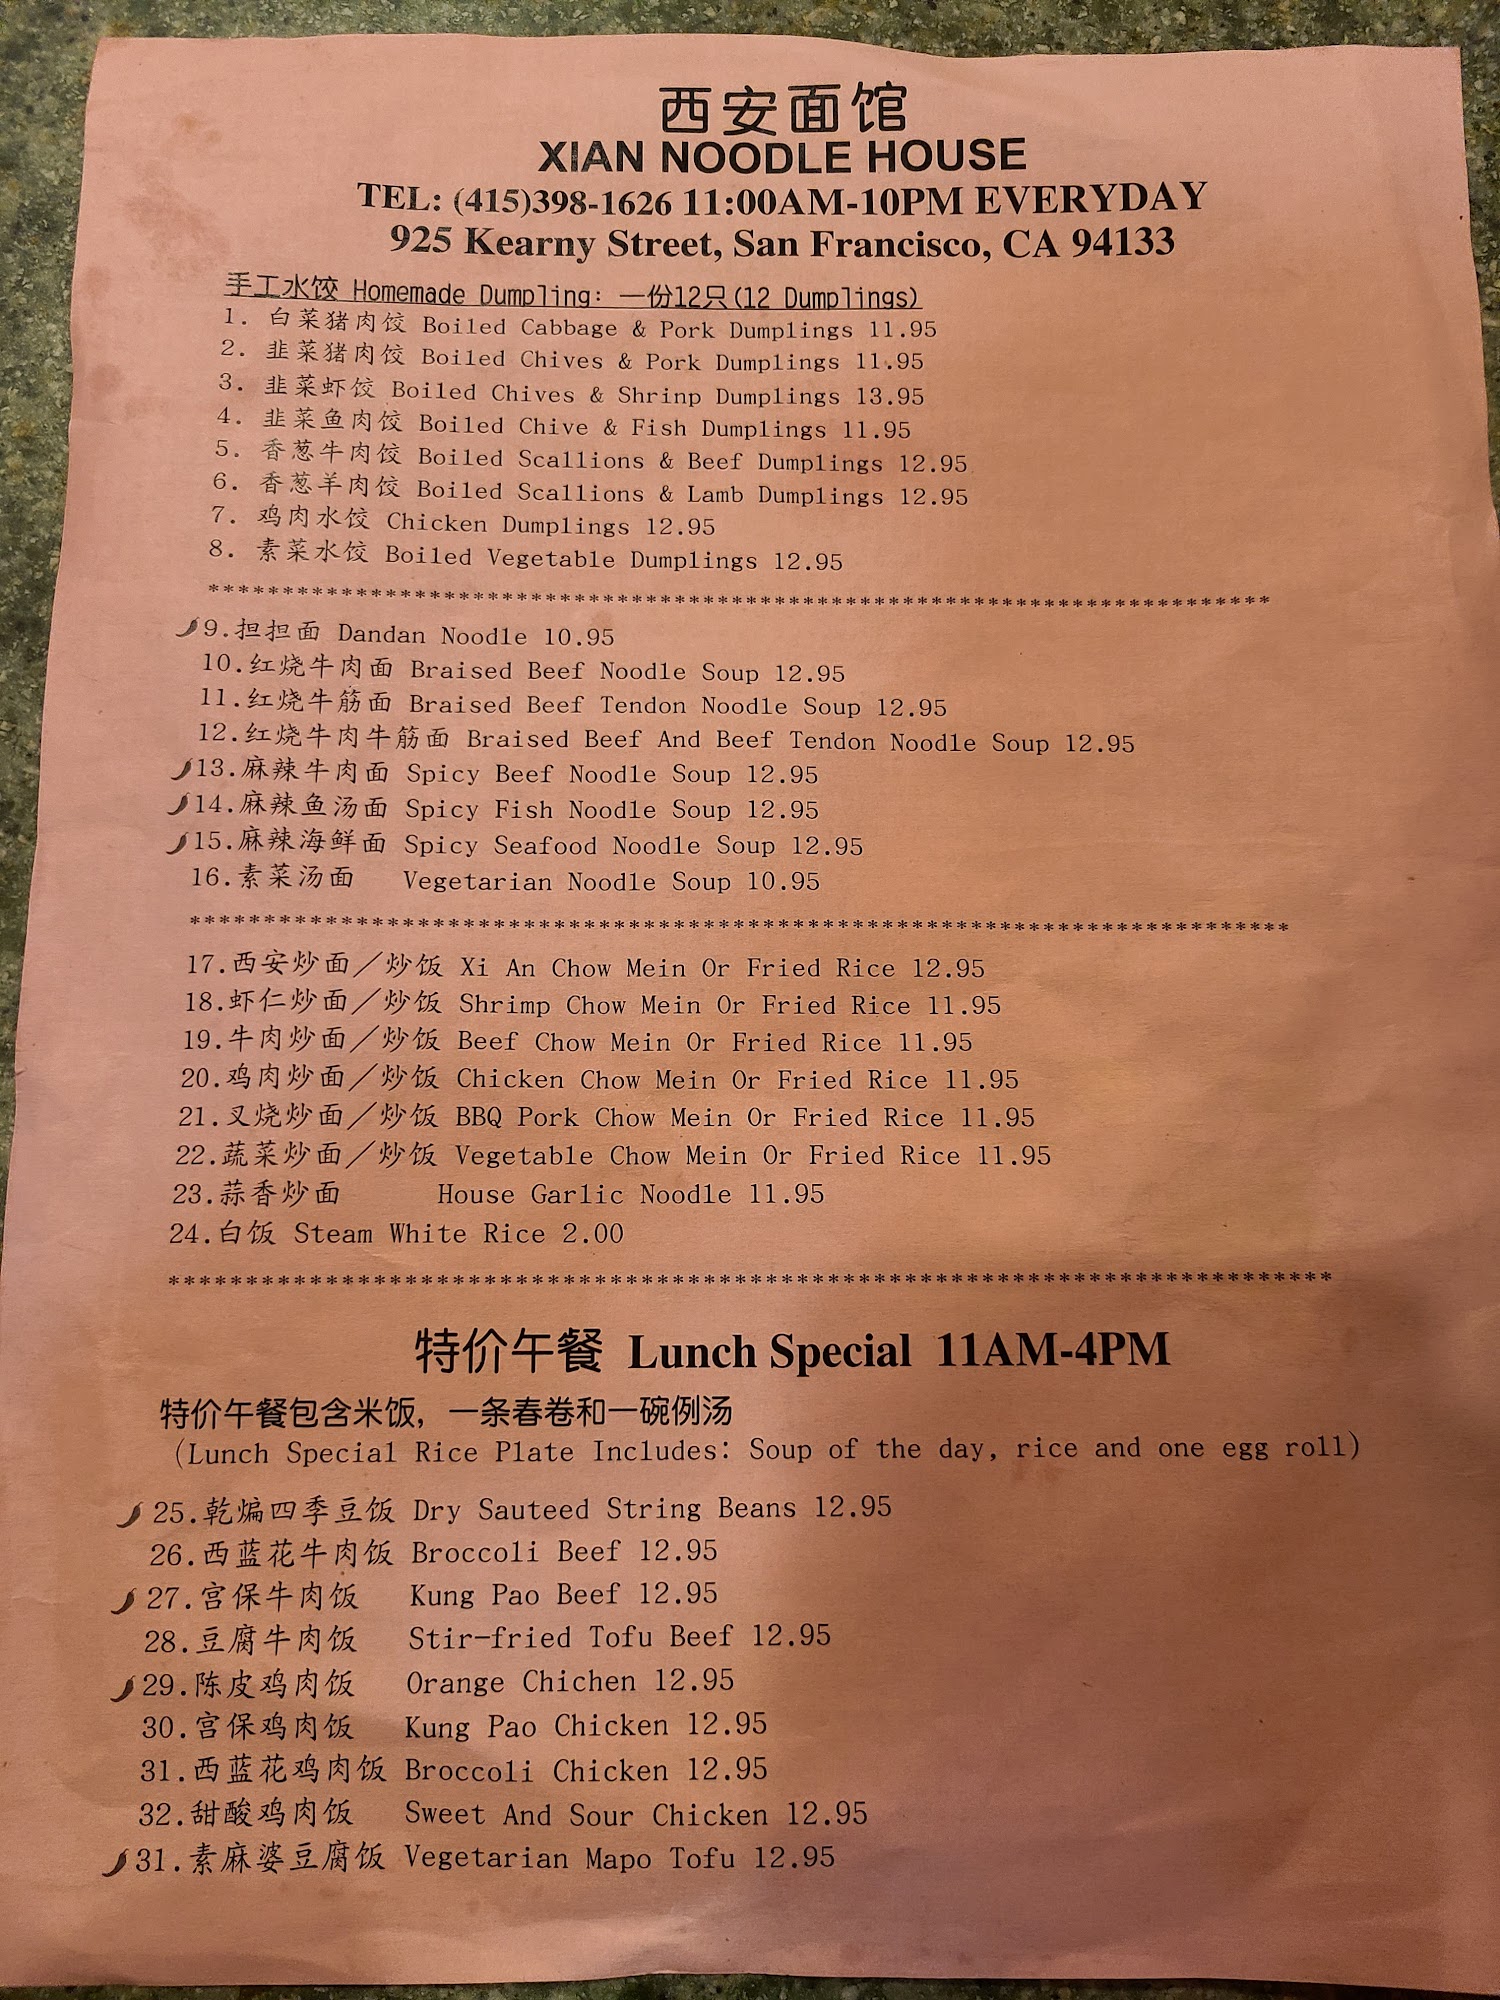 西安面馆
XIAN NOODLE HOUSE
TEL: (415)398-1626 11:00AM-10PM EVERYDAY
925 Kearny Street, San Francisco, CA 94133
手工水饺 Homemade Dumpling: 一份12只(12 Dumplings)
1. 白菜猪肉饺 Boiled Cabbage & Pork Dumplings 11.95
2. 韭菜猪肉饺 Boiled Chives & Pork Dumplings 11.95
3. 韭菜虾饺 Boiled Chives & Shrinp Dumplings 13.95
4. 韭菜鱼肉饺 Boiled Chive & Fish Dumplings 11.95
5. 香葱牛肉饺 Boiled Scallions & Beef Dumplings 12.95
6. 香葱羊肉饺 Boiled Scallions & Lamb Dumplings 12.95
7. 鸡肉水饺 Chicken Dumplings 12.95
8. 素菜水饺 Boiled Vegetable Dumplings 12.95
9.担担面 Dandan Noodle 10.95
10.红烧牛肉面 Braised Beef Noodle Soup 12.95
11.红烧牛筋面 Braised Beef Tendon Noodle Soup 12.95
12.红烧牛肉牛筋面 Braised Beef And Beef Tendon Noodle Soup 12.95
13.麻辣牛肉面 Spicy Beef Noodle Soup 12.95
14.麻辣鱼汤面 Spicy Fish Noodle Soup 12.95
15.麻辣海鲜面 Spicy Seafood Noodle Soup 12.95
16.素菜汤面 Vegetarian Noodle Soup 10.95
17.西安炒面／炒饭 Xi An Chow Mein Or Fried Rice 12.95
18.虾仁炒面／炒饭 Shrimp Chow Mein Or Fried Rice 11.95
19.牛肉炒面／炒饭 Beef Chow Mein Or Fried Rice 11.95
20.鸡肉炒面／炒饭 Chicken Chow Mein Or Fried Rice 11.95
21.叉烧炒面／炒饭 BBQ Pork Chow Mein Or Fried Rice 11.95
22.蔬菜炒面／炒饭 Vegetable Chow Mein Or Fried Rice 11.95
23.蒜香炒面 House Garlic Noodle 11.95
24.白饭 Steam White Rice 2.00
特价午餐 Lunch Special 11AM-4PM
特价午餐包含米饭，一条春卷和一碗例汤
(Lunch Special Rice Plate Includes: Soup of the day, rice and one egg roll)
25.乾煸四季豆饭 Dry Sauteed String Beans 12.95
26.西蓝花牛肉饭 Broccoli Beef 12.95
27.宫保牛肉饭 Kung Pao Beef 12.95
28.豆腐牛肉饭 Stir-fried Tofu Beef 12.95
29.陈皮鸡肉饭 Orange Chichen 12.95
30.宫保鸡肉饭 Kung Pao Chicken 12.95
31.西蓝花鸡肉饭 Broccoli Chicken 12.95
32.甜酸鸡肉饭 Sweet And Sour Chicken 12.95
31.素麻婆豆腐饭 Vegetarian Mapo Tofu 12.95